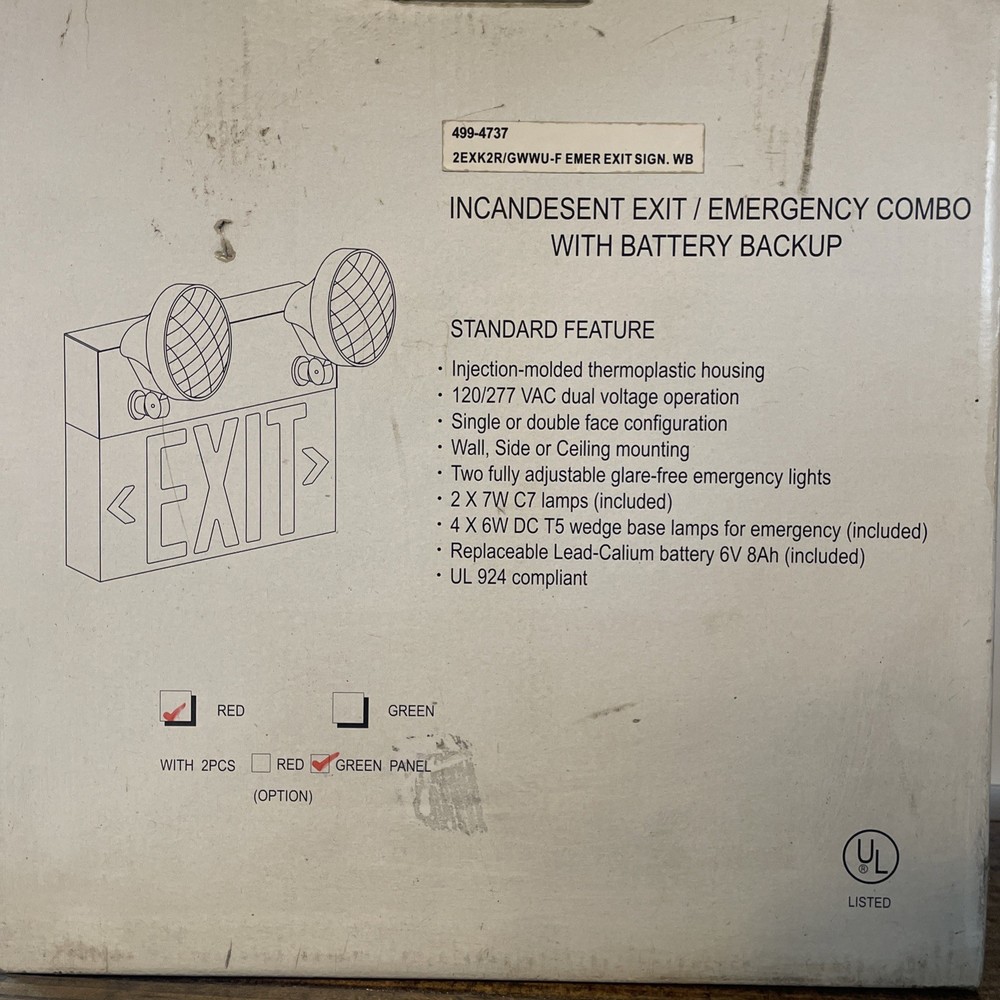 499-4737
2EXK2R/GWWU-F EMER EXIT SIGN. WB
INCANDESENT EXIT / EMERGENCY COMBO
WITH BATTERY BACKUP
STANDARD FEATURE
· Injection-molded thermoplastic housing
· 120/277 VAC dual voltage operation
· Single or double face configuration
· Wall, Side or Ceiling mounting
· Two fully adjustable glare-free emergency lights
· 2 X 7W C7 lamps (included)
· 4 X 6W DC T5 wedge base lamps for emergency (included)
· Replaceable Lead-Calium battery 6V 8Ah (included)
· UL 924 compliant
< EXIT >
RED GREEN
WITH 2PCS RED GREEN PANEL
(OPTION)
UL ®
LISTED